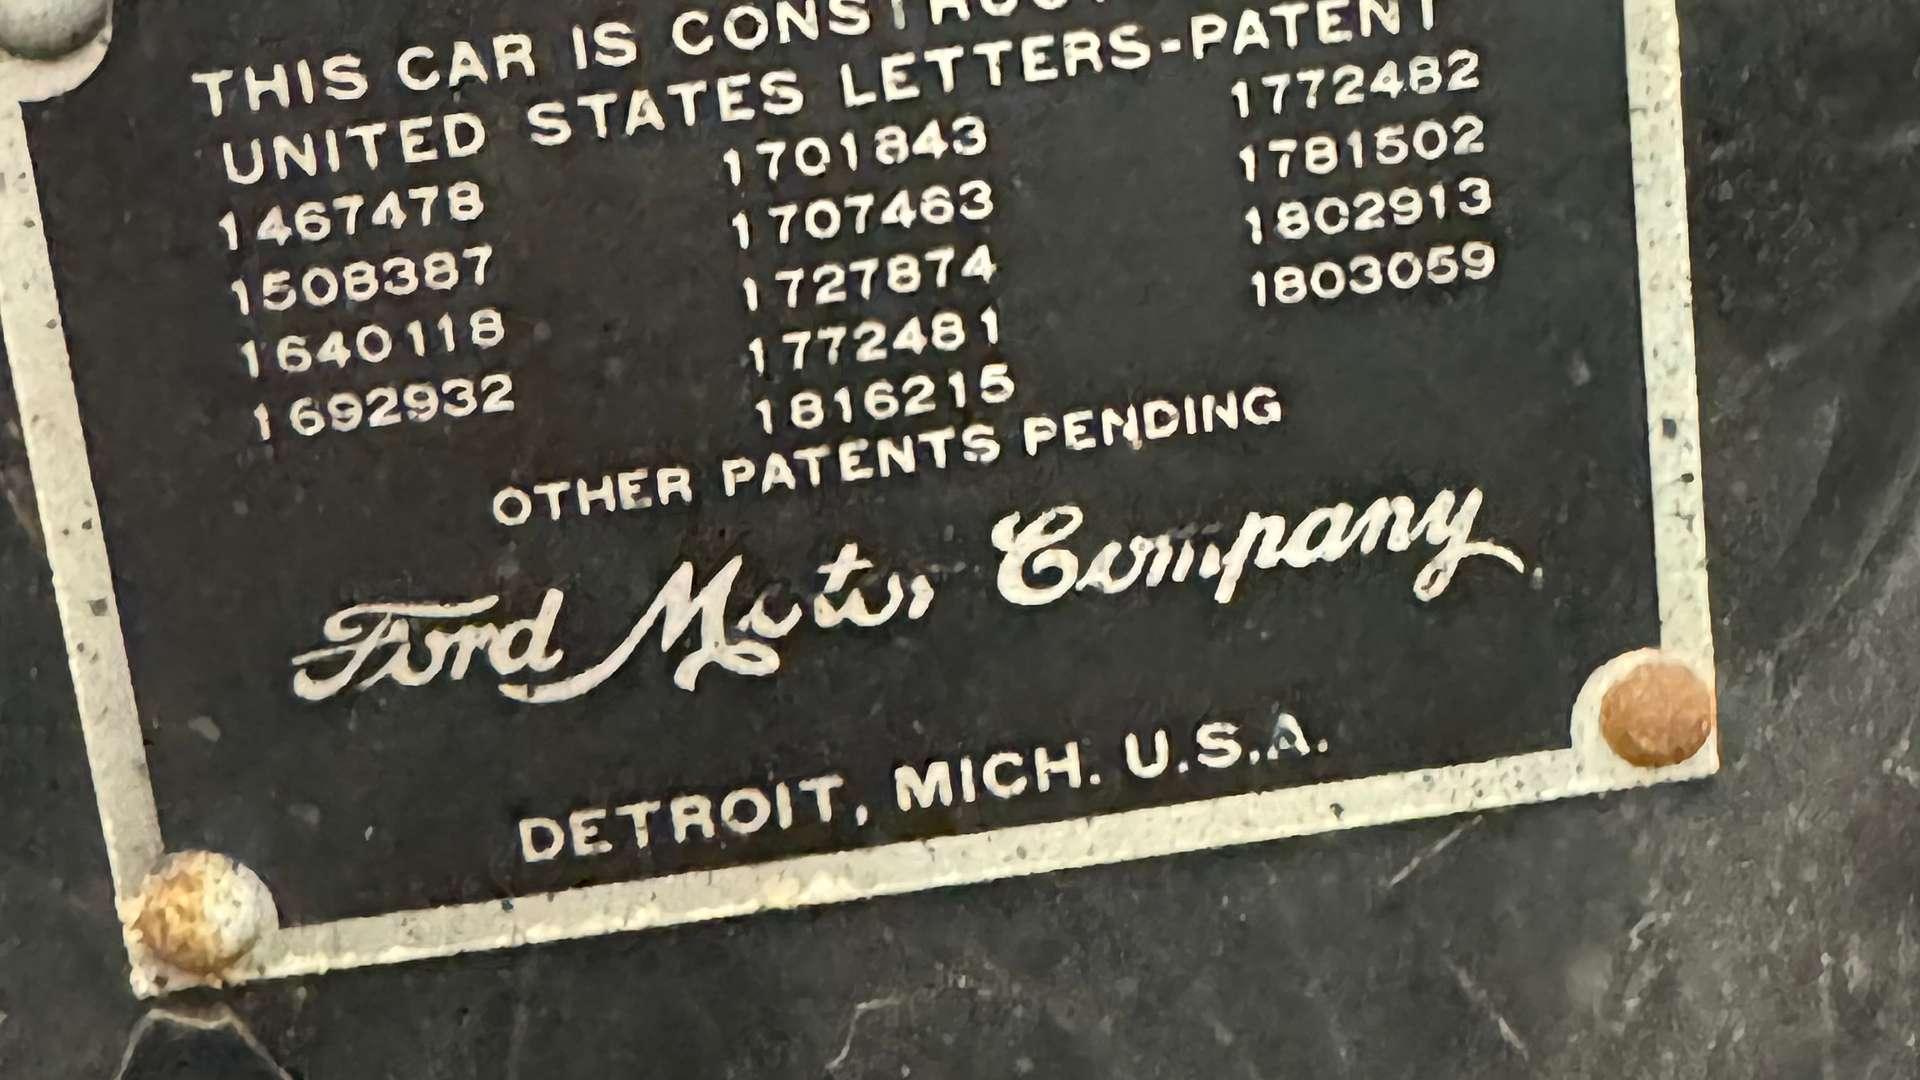 THIS CAR IS CONSTRUC
UNITED STATES LETTERS-PATENT
1467478 1701843 1772482
1508387 1707463 1781502
1640118 1727874 1802913
1692932 1772481 1803059
1816215
OTHER PATENTS PENDING
Ford Motor Company
DETROIT, MICH. U.S.A.